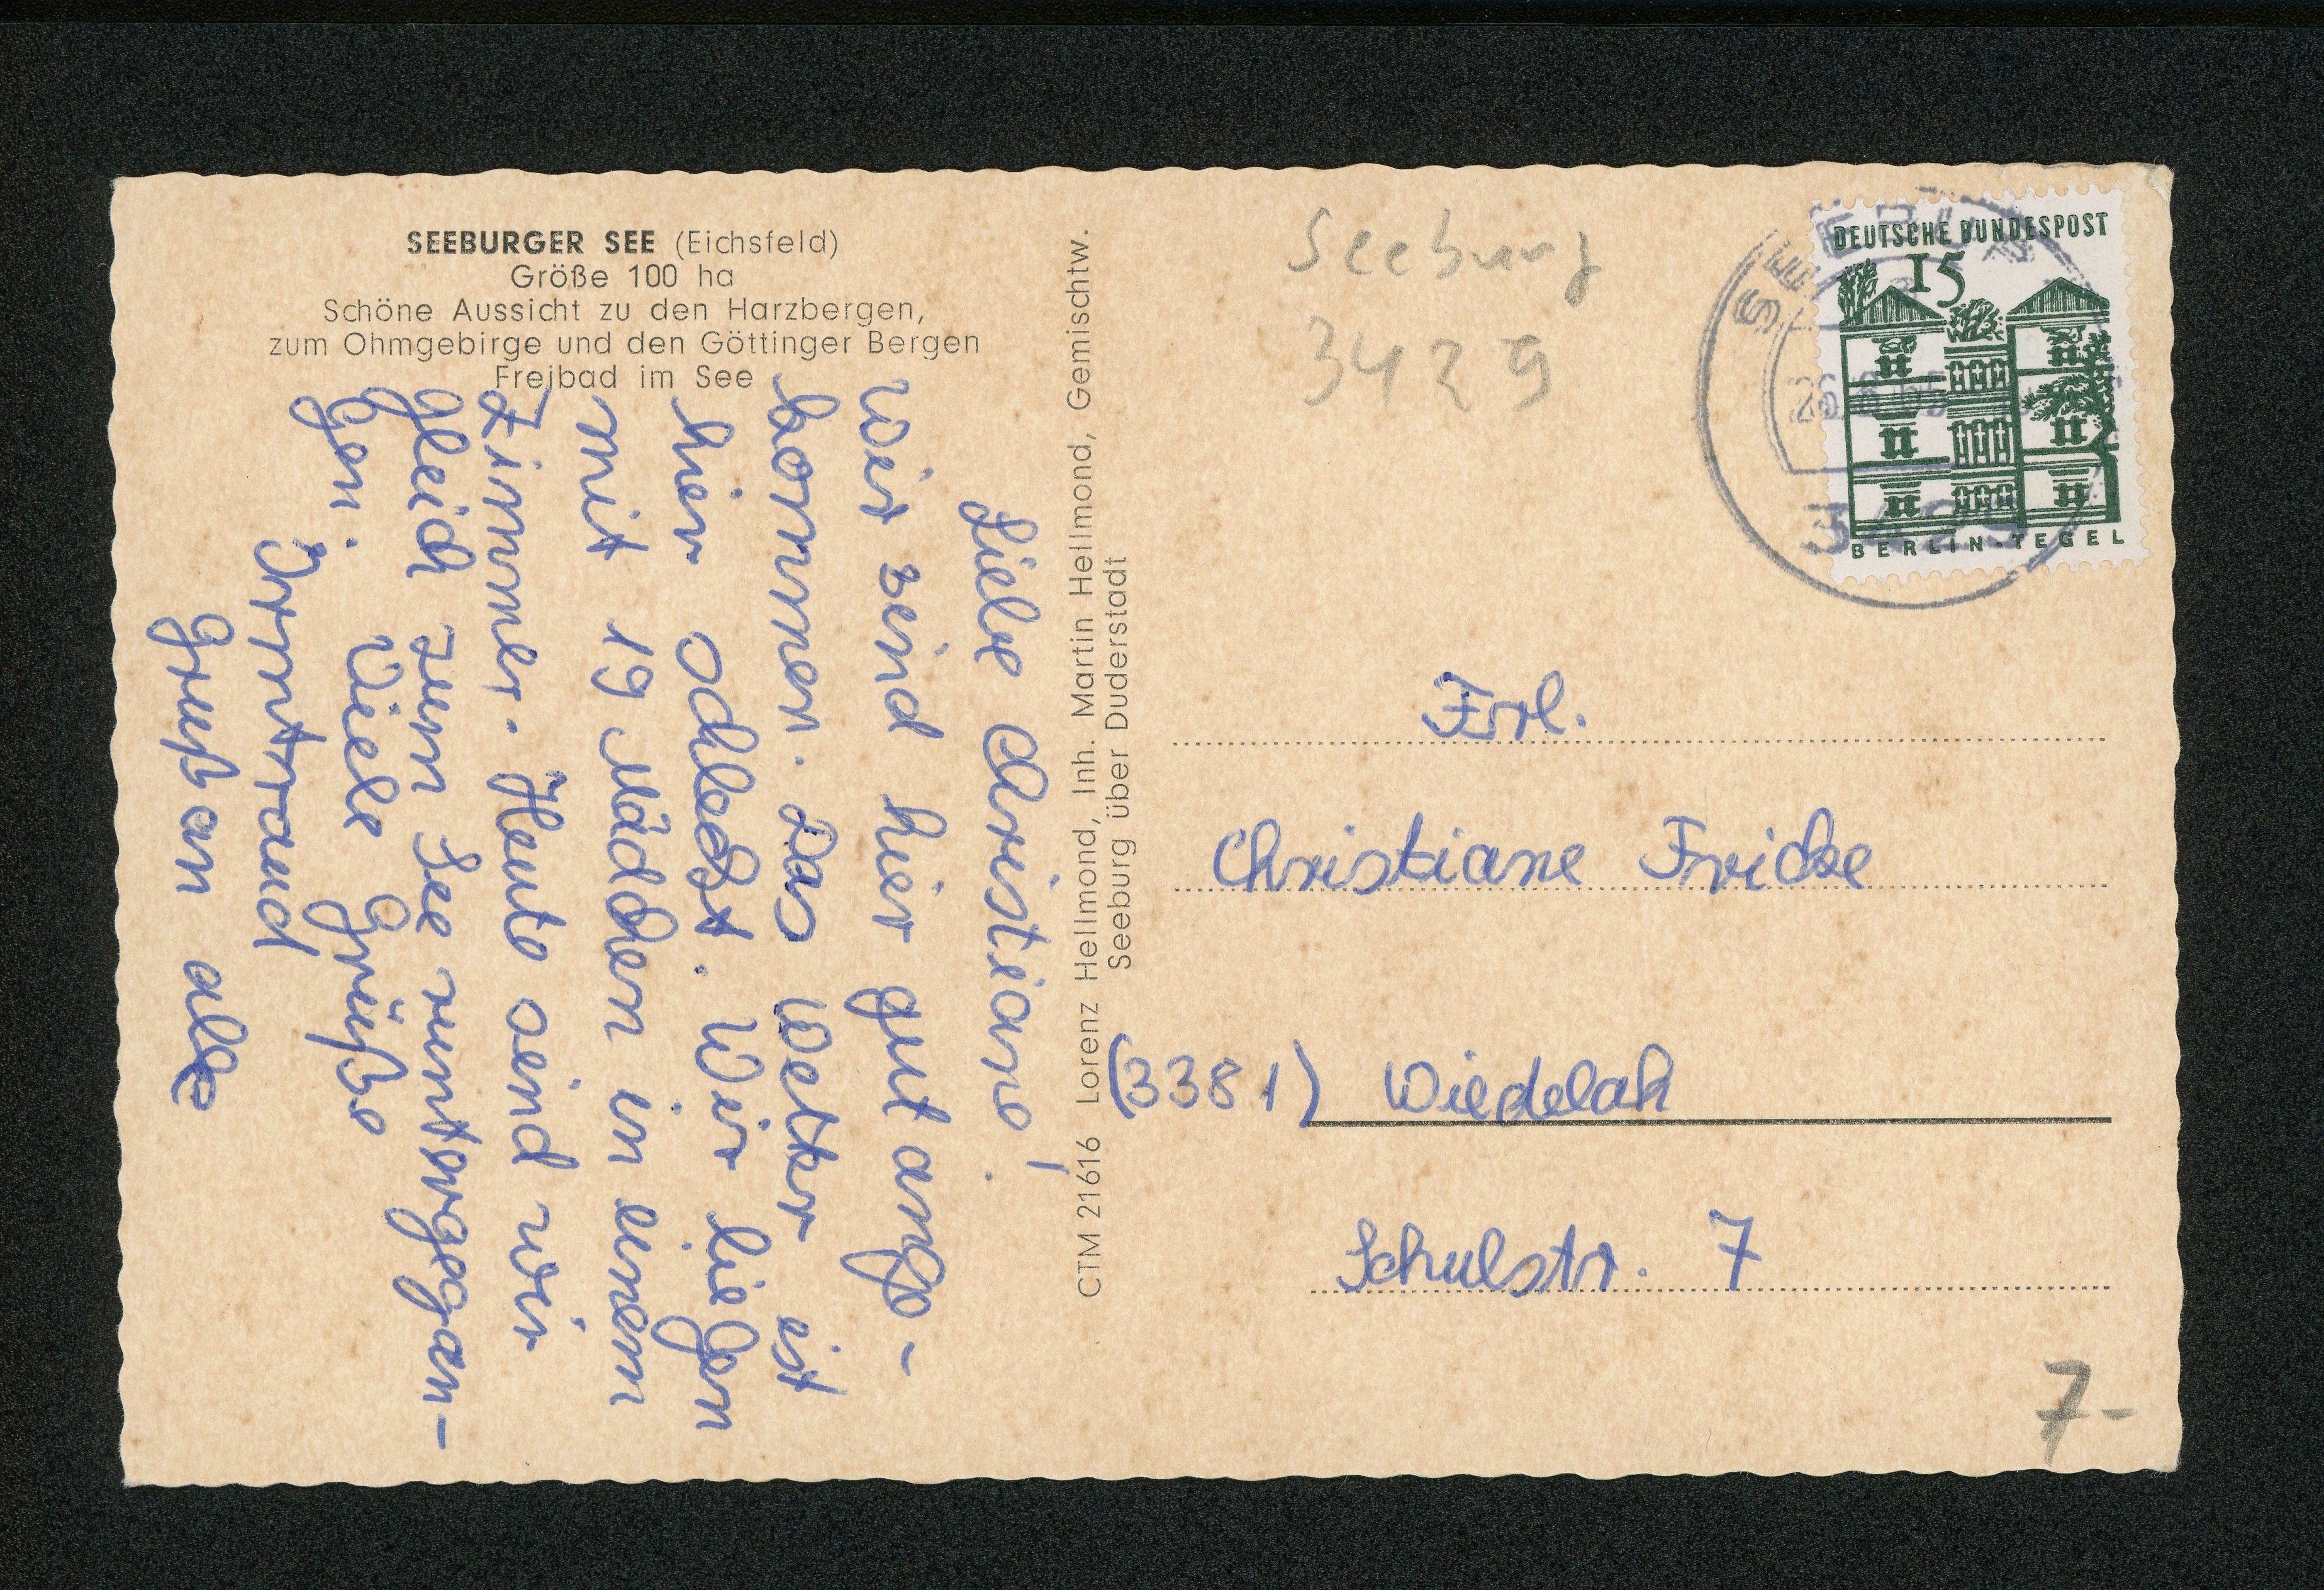 SEEBURGER SEE (Eichsfeld)
Größe 100 ha
Schöne Aussicht zu den Harzbergen,
zum Ohmgebirge und den Göttinger Bergen
Freibad im See
Liebe Christiane!
Wir sind hier gut ange-
kommen. Das Wetter ist
hier schlecht. Wir liegen
mit 19 Mädchen in einem
Zimmer. Heute sind wir
gleich zum See runtergegan-
gen.
Viele Grüße
Irmtraud
Gruß an alle
CTM 21616 Lorenz Hellmond, Inh. Martin Hellmond, Gemischtw.
Seeburg über Duderstadt
Seeburg
3429
DEUTSCHE BUNDESPOST
15
BERLIN-TEGEL
Frl.
Christiane Fricke
(3381) Wiedelah
Schulstr. 7
7-